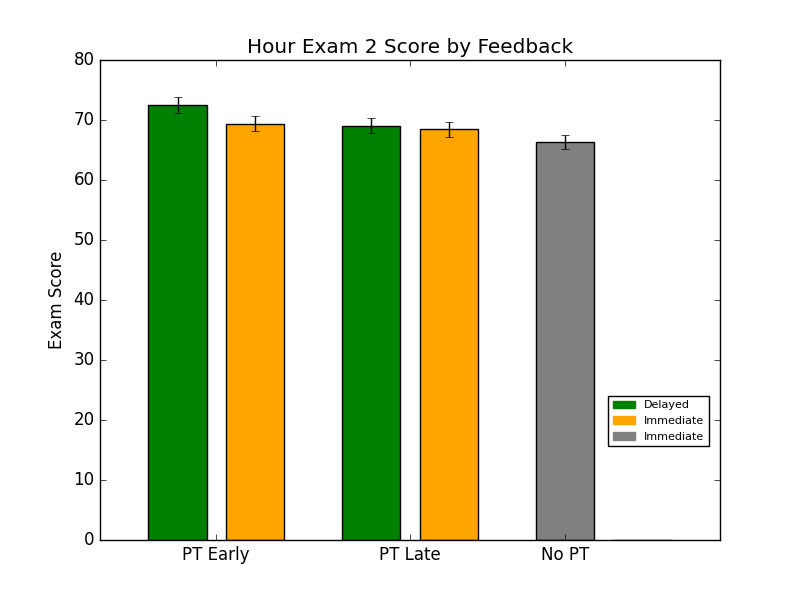 Hour Exam 2 Score by Feedback
80
70
60
50
40
30
20
10
0
Exam Score
PT Early
PT Late
No PT
Delayed
Immediate
Immediate